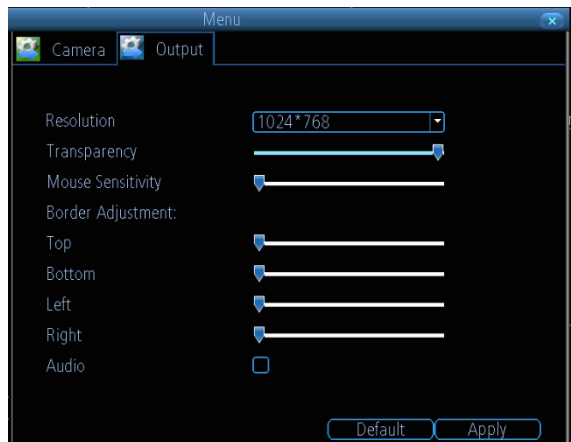 Menu
Camera Output
Resolution 1024*768
Transparency
Mouse Sensitivity
Border Adjustment:
Top
Bottom
Left
Right
Audio
Default Apply